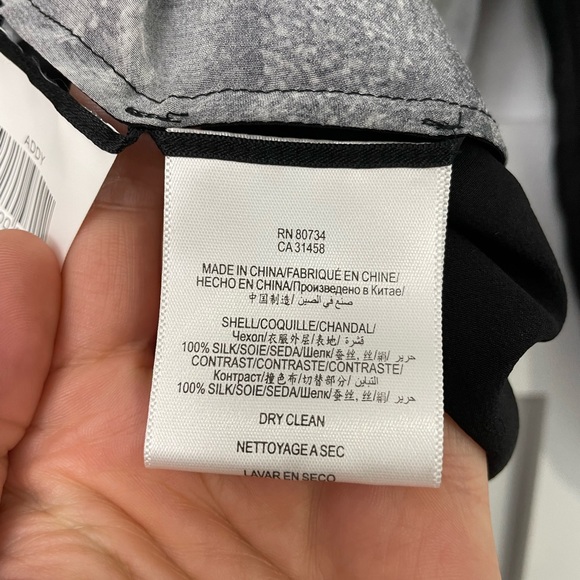 ADDY
RN 80734
CA 31458
MADE IN CHINA/FABRIQUÉ EN CHINE/
HECHO EN CHINA/Произведено в Китае/
中国制造/ صنع في الصين/
SHELL/COQUILLE/CHANDAL/
Чехол/衣服外层/表地/ قشرة/
100% SILK/SOIE/SEDA/Шелк/蚕丝, 丝/剐/ حرير
CONTRAST/CONTRASTE/CONTRASTE/
Контраст/撞色布/切替部分/ التباين/
100% SILK/SOIE/SEDA/Шелк/蚕丝, 丝/剐/ حرير
DRY CLEAN
NETTOYAGE A SEC
LAVAR EN SECO